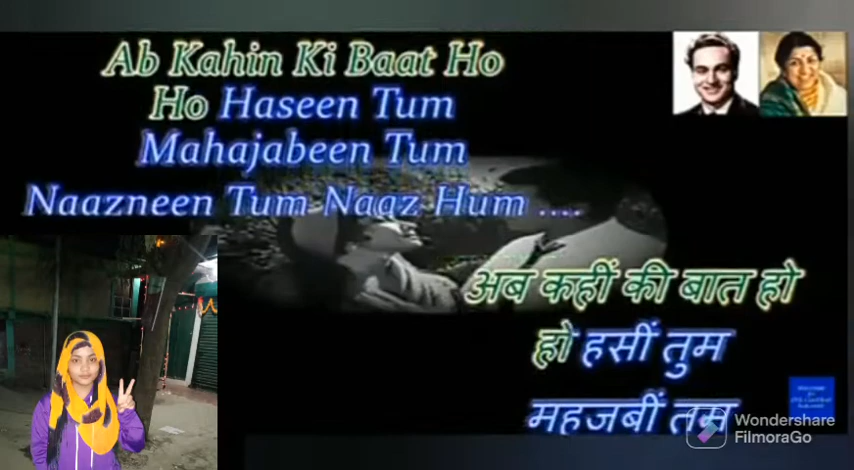 Ab Kahin Ki Baat Ho
Ho Haseen Tum
Mahajabeen Tum
Naazneen Tum Naaz Hum ....
अब कहीं की बात हो
हो हसीं तुम
महजबीं तुम
Wondershare
FilmoraGo